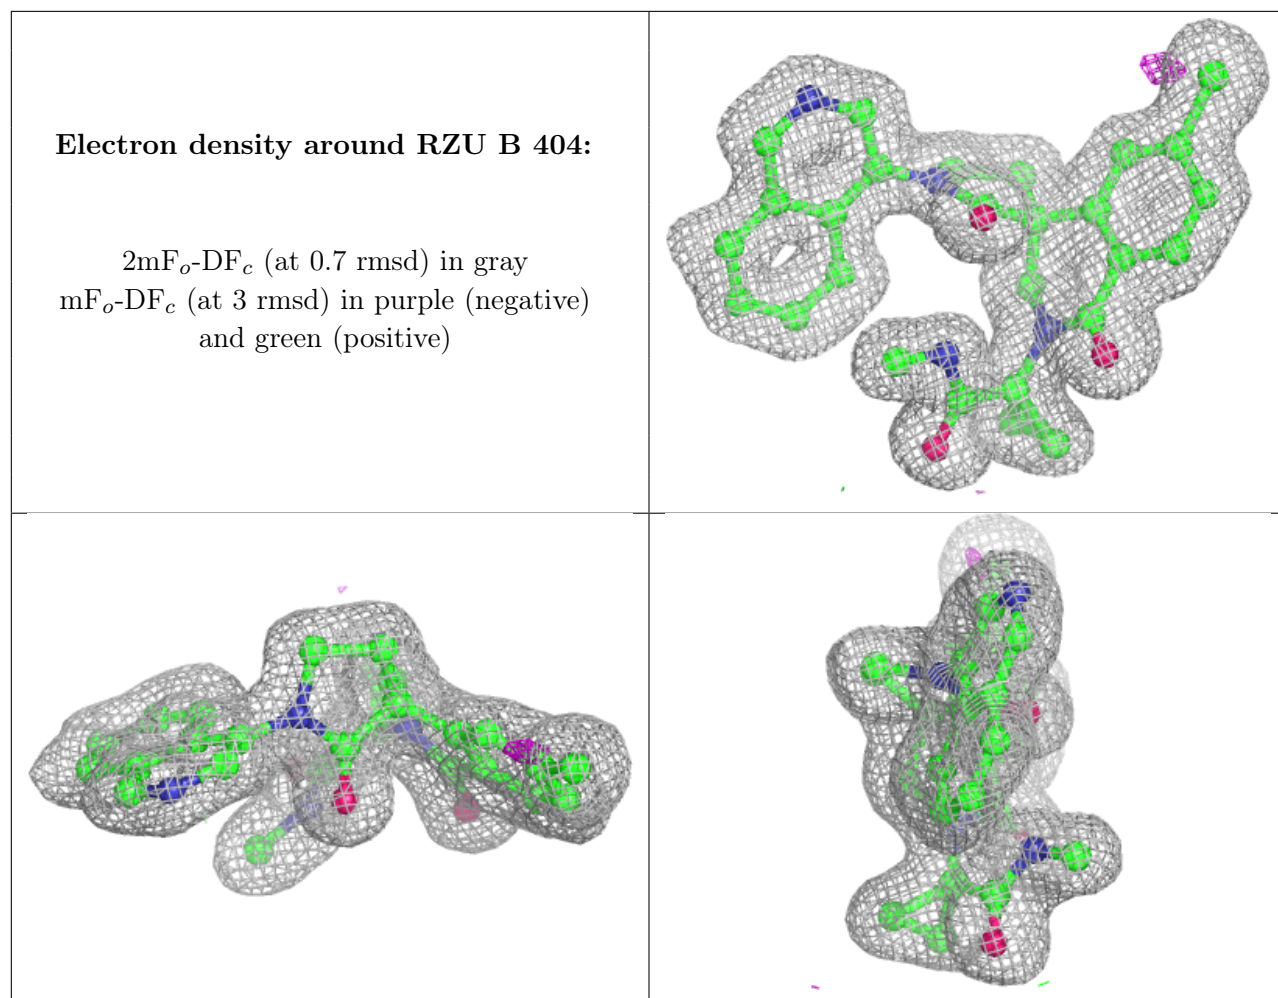 Electron density around RZU B 404:
2mFo-DFc (at 0.7 rmsd) in gray
mFo-DFc (at 3 rmsd) in purple (negative)
and green (positive)